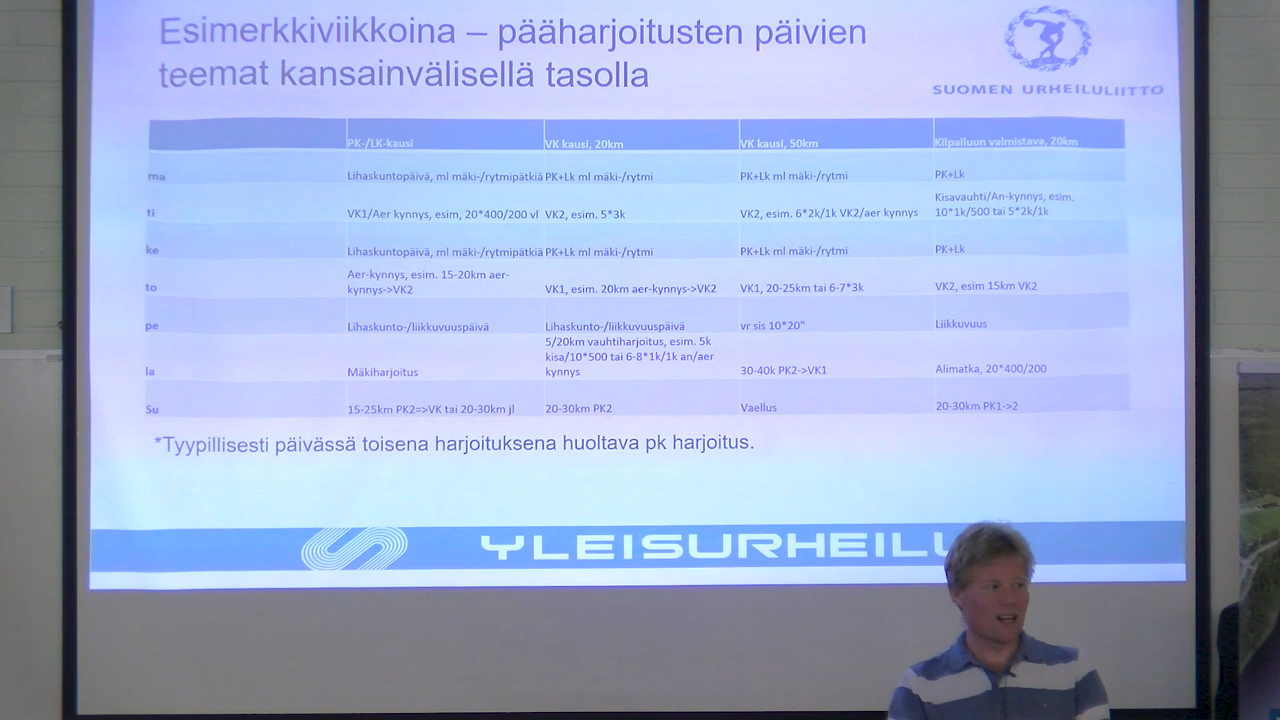 Esimerkkiviikkoina – pääharjoitusten päivien
teemat kansainvälisellä tasolla
SUOMEN URHEILULIITTO
PK-/LK-kausi VK kausi, 20km VK kausi, 50km Kilpailuun valmistava, 20km
ma Lihaskuntopäivä, ml mäki-/rytmipätkiä PK+Lk ml mäki-/rytmi PK+Lk ml mäki-/rytmi PK+Lk
ti VK1/Aer kynnys, esim, 20*400/200 vl VK2, esim. 5*3k VK2, esim. 6*2k/1k VK2/aer kynnys Kisavauhti/An-kynnys, esim.
10*1k/500 tai 5*2k/1k
ke Lihaskuntopäivä, ml mäki-/rytmipätkiä PK+Lk ml mäki-/rytmi PK+Lk ml mäki-/rytmi PK+Lk
to Aer-kynnys, esim. 15-20km aer-
kynnys->VK2 VK1, esim. 20km aer-kynnys->VK2 VK1, 20-25km tai 6-7*3k VK2, esim 15km VK2
pe Lihaskunto-/liikkuvuuspäivä Lihaskunto-/liikkuvuuspäivä vr sis 10*20" Liikkuvuus
la Mäkiharjoitus 5/20km vauhtiharjoitus, esim. 5k
kisa/10*500 tai 6-8*1k/1k an/aer
kynnys 30-40k PK2->VK1 Alimatka, 20*400/200
Su 15-25km PK2=>VK tai 20-30km jl 20-30km PK2 Vaellus 20-30km PK1->2
*Tyypillisesti päivässä toisena harjoituksena huoltava pk harjoitus.
YLEISURHEILU